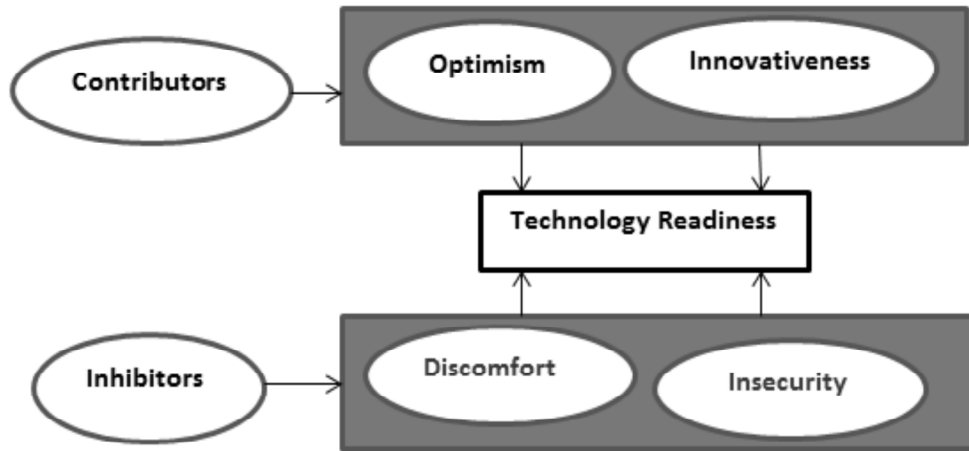 Contributors
Optimism
Innovativeness
Technology Readiness
Inhibitors
Discomfort
Insecurity